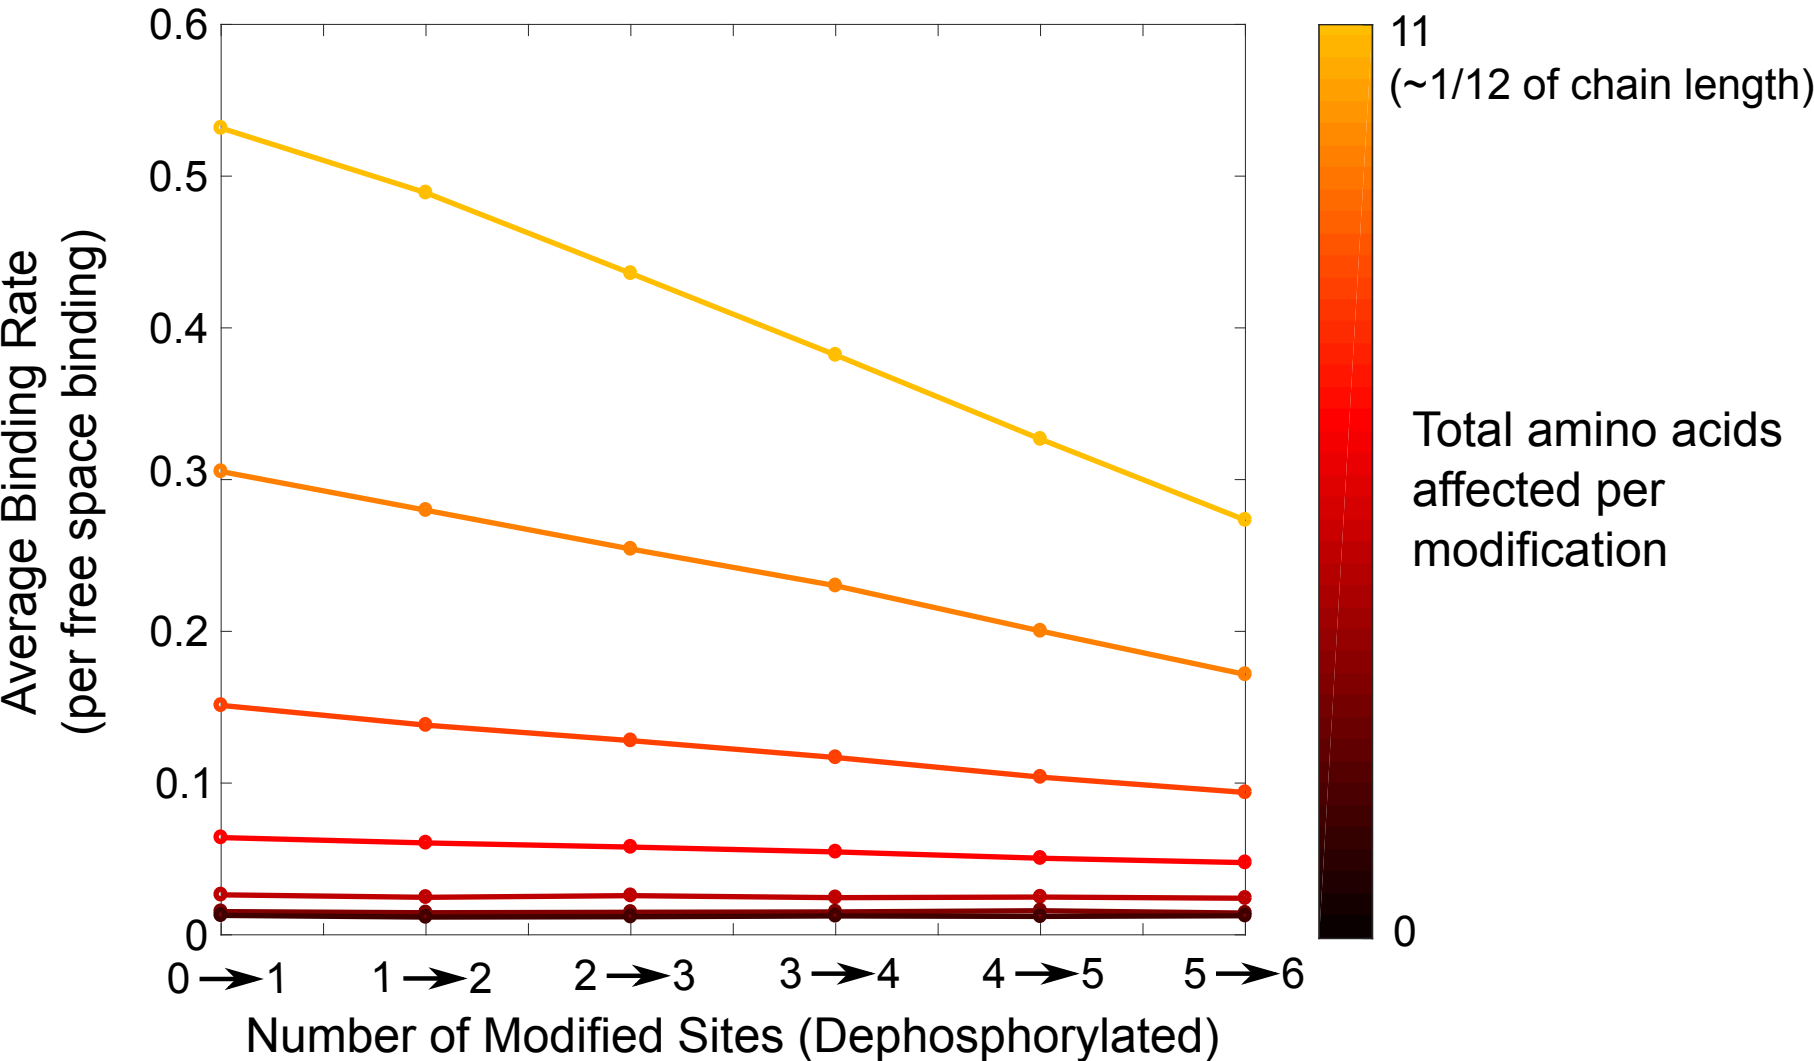 Average Binding Rate
(per free space binding)
0.6
0.5
0.4
0.3
0.2
0.1
0
0 → 1
1 → 2
2 → 3
3 → 4
4 → 5
5 → 6
Number of Modified Sites (Dephosphorylated)
11
(~1/12 of chain length)
Total amino acids
affected per
modification
0